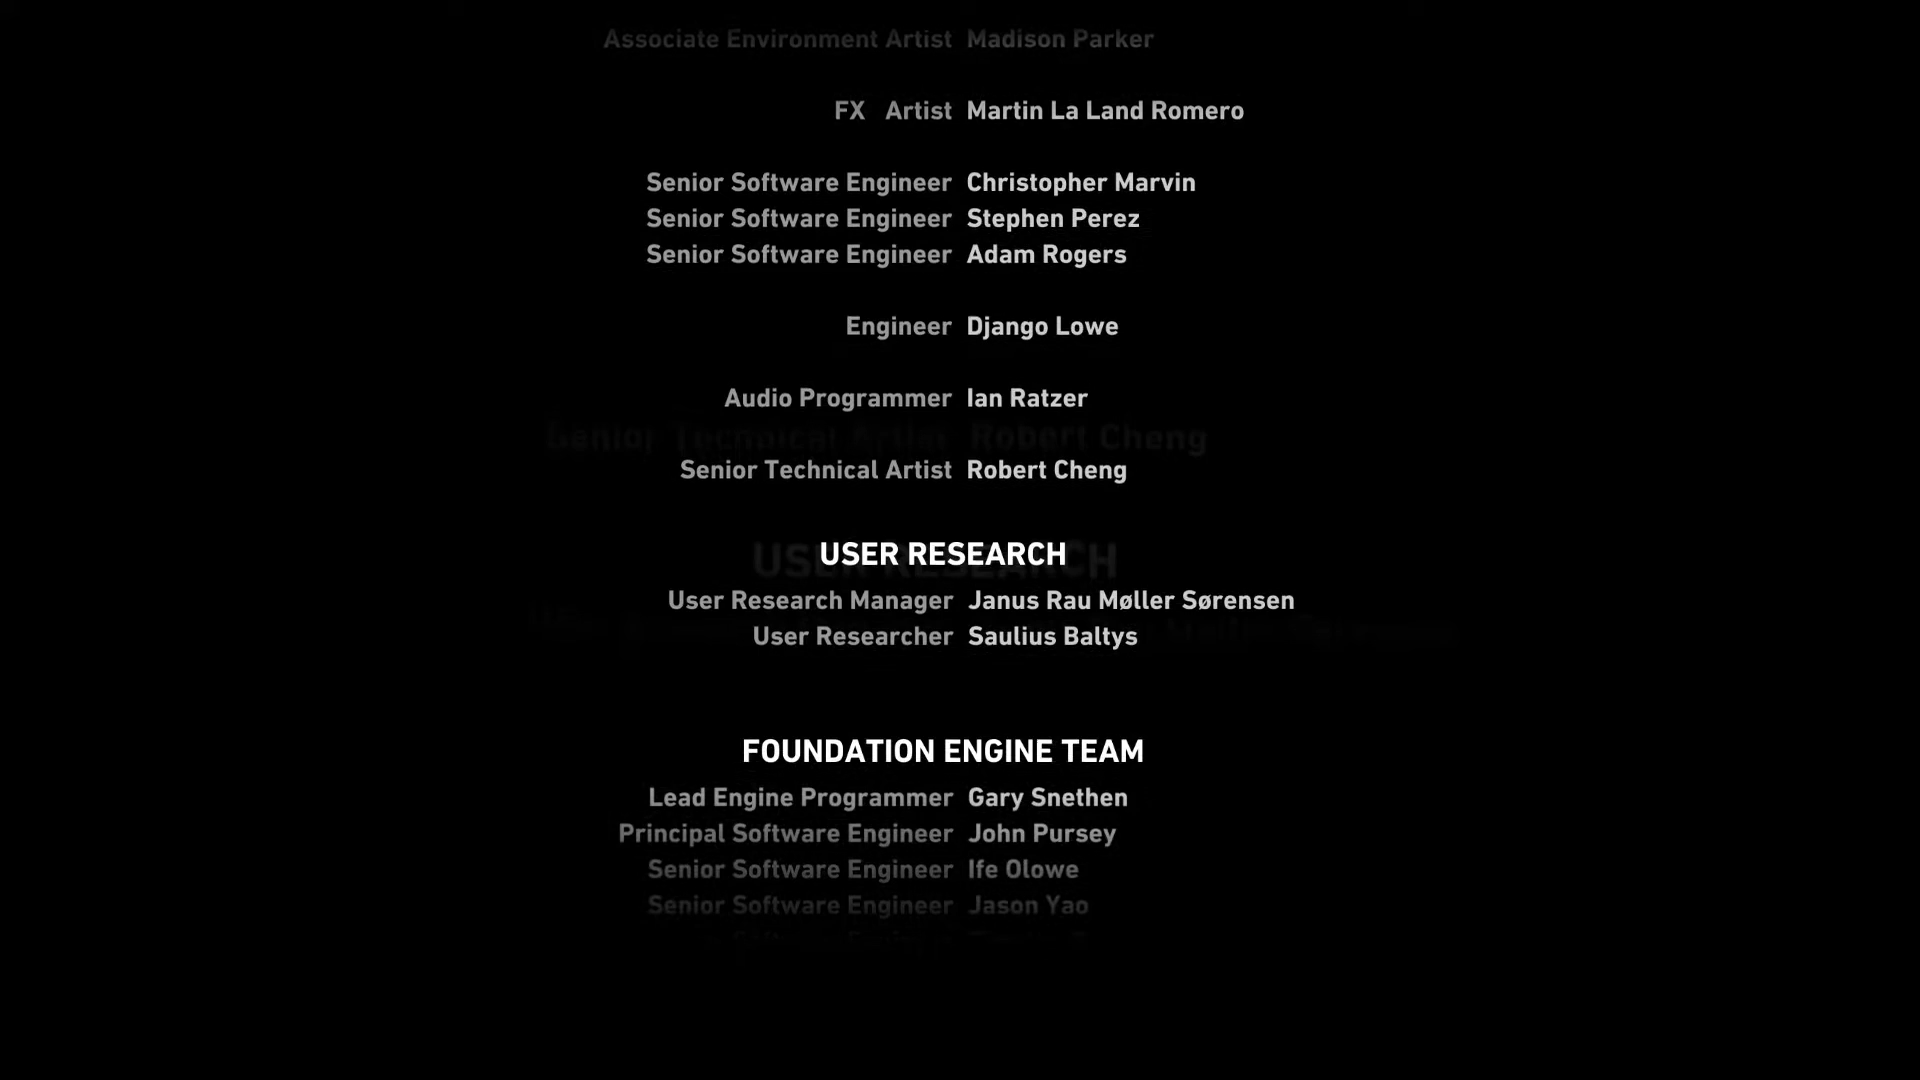 Associate Environment Artist Madison Parker
FX Artist Martin La Land Romero
Senior Software Engineer Christopher Marvin
Senior Software Engineer Stephen Perez
Senior Software Engineer Adam Rogers
Engineer Django Lowe
Audio Programmer Ian Ratzer
Senior Technical Artist Robert Cheng
USER RESEARCH
User Research Manager Janus Rau Møller Sørensen
User Researcher Saulius Baltys
FOUNDATION ENGINE TEAM
Lead Engine Programmer Gary Snethen
Principal Software Engineer John Pursey
Senior Software Engineer Ife Olowe
Senior Software Engineer Jason Yao